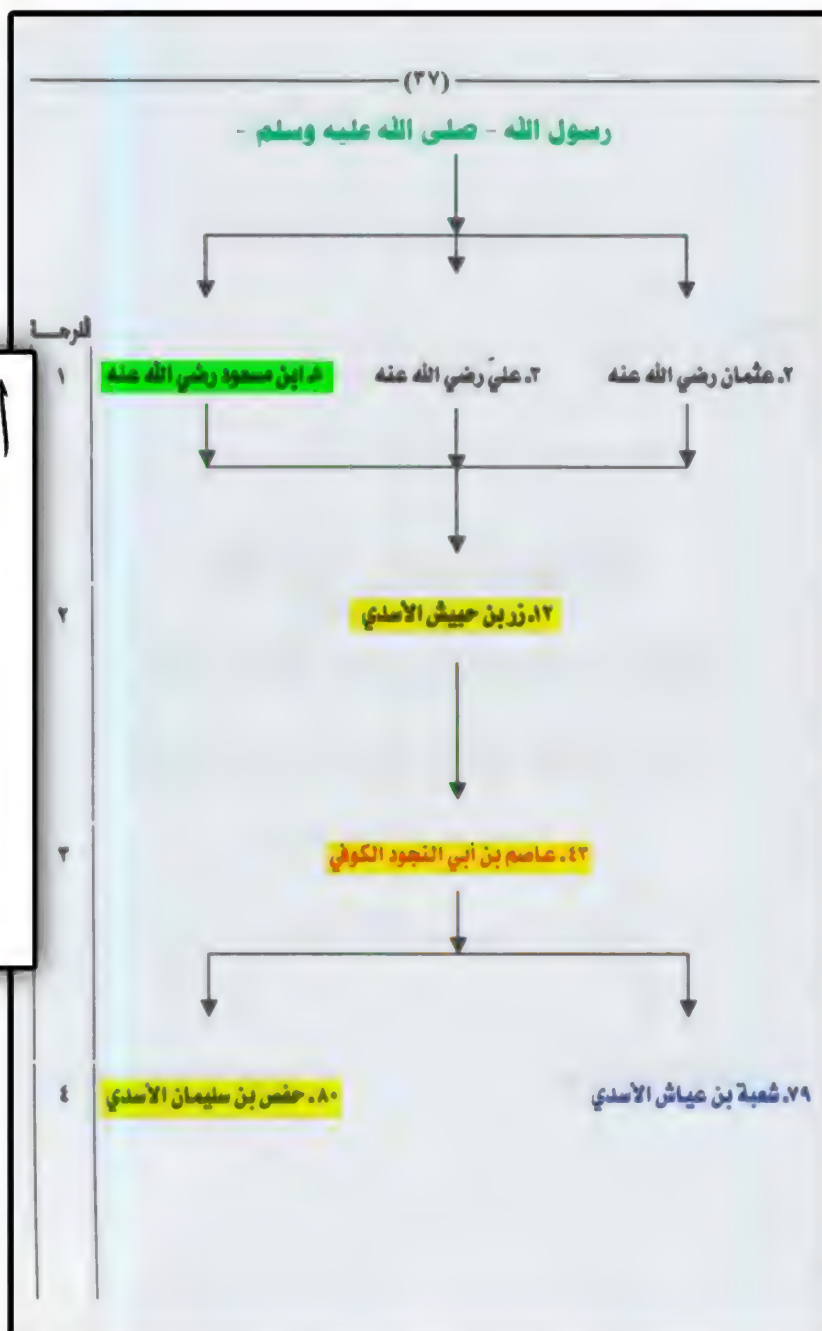 (٣٧)
رسول الله - صلى الله عليه وسلم -
٢. عثمان رضي الله عنه
٣. عليّ رضي الله عنه
ابن مسعود رضي الله عنه
١
١٢. زر بن حبيش الأسدي
٢
٤٣. عاصم بن أبي النجود الكوفي
٣
٧٩. شعبة بن عياش الأسدي
٨٠. حفص بن سليمان الأسدي
٤